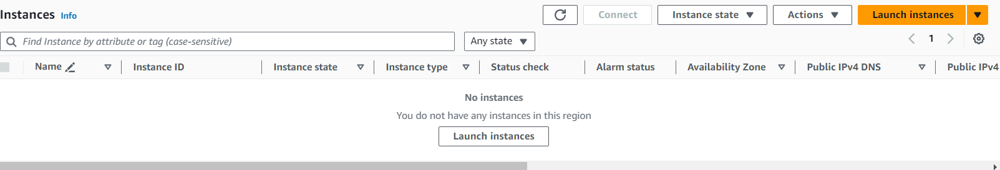 Instances Info
Connect
Instance state
Actions
Launch instances
Find Instance by attribute or tag (case-sensitive)
Any state
1
Name
Instance ID
Instance state
Instance type
Status check
Alarm status
Availability Zone
Public IPv4 DNS
Public IPv4
No instances
You do not have any instances in this region
Launch instances